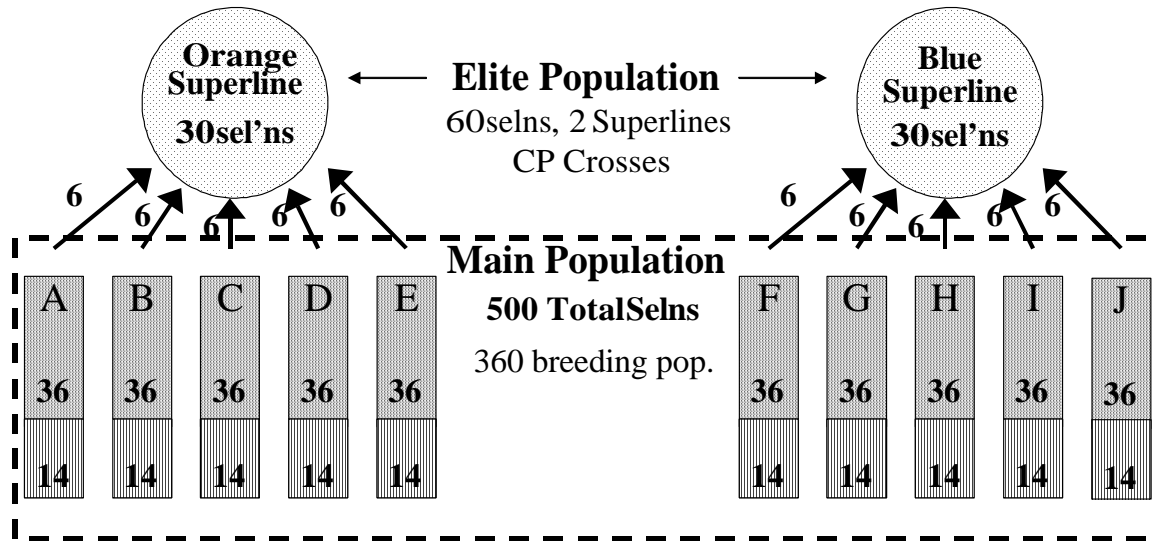 Orange
Superline
30sel'ns
Elite Population
60selns, 2 Superlines
CP Crosses
Blue
Superline
30sel'ns
6
6
6
6
6
6
6
6
6
6
Main Population
500 TotalSelns
360 breeding pop.
A
B
C
D
E
F
G
H
I
J
36
36
36
36
36
36
36
36
36
36
14
14
14
14
14
14
14
14
14
14